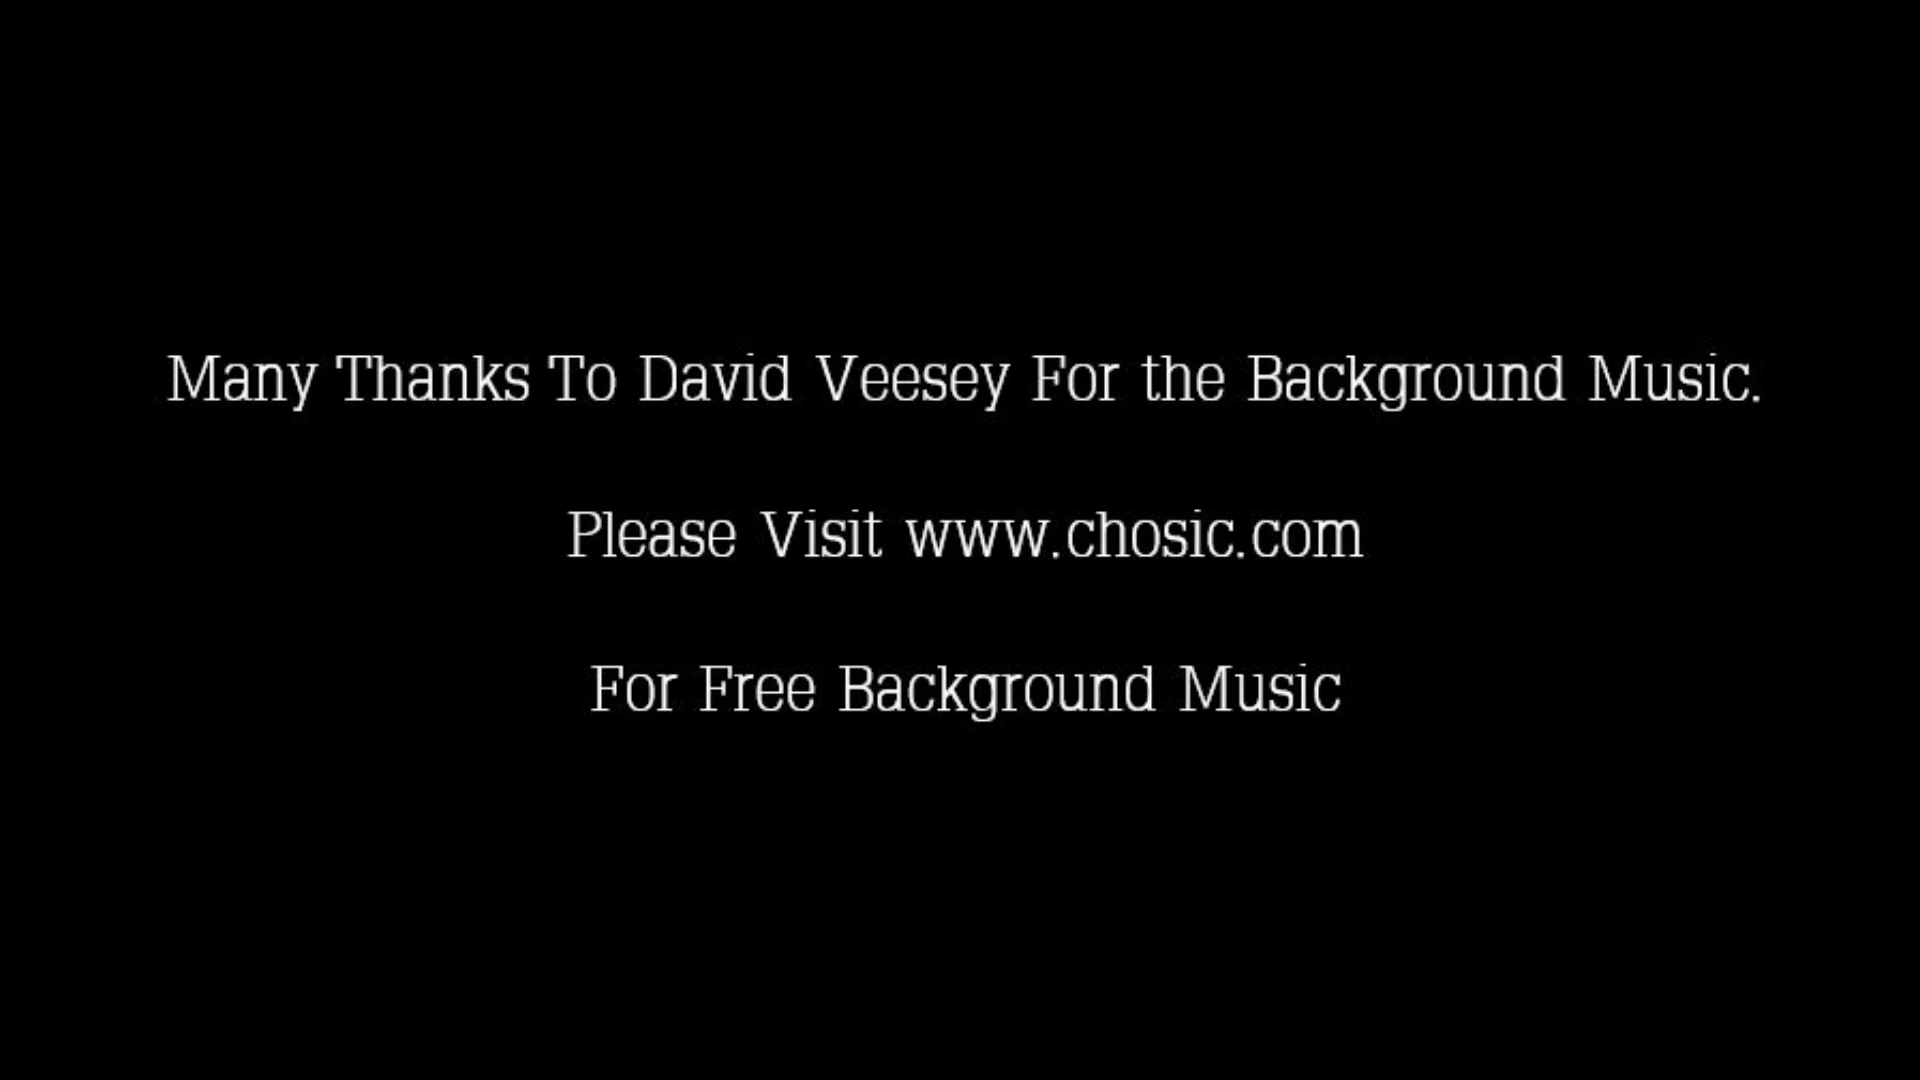 Many Thanks To David Veesey For the Background Music.
Please Visit www.chosic.com
For Free Background Music